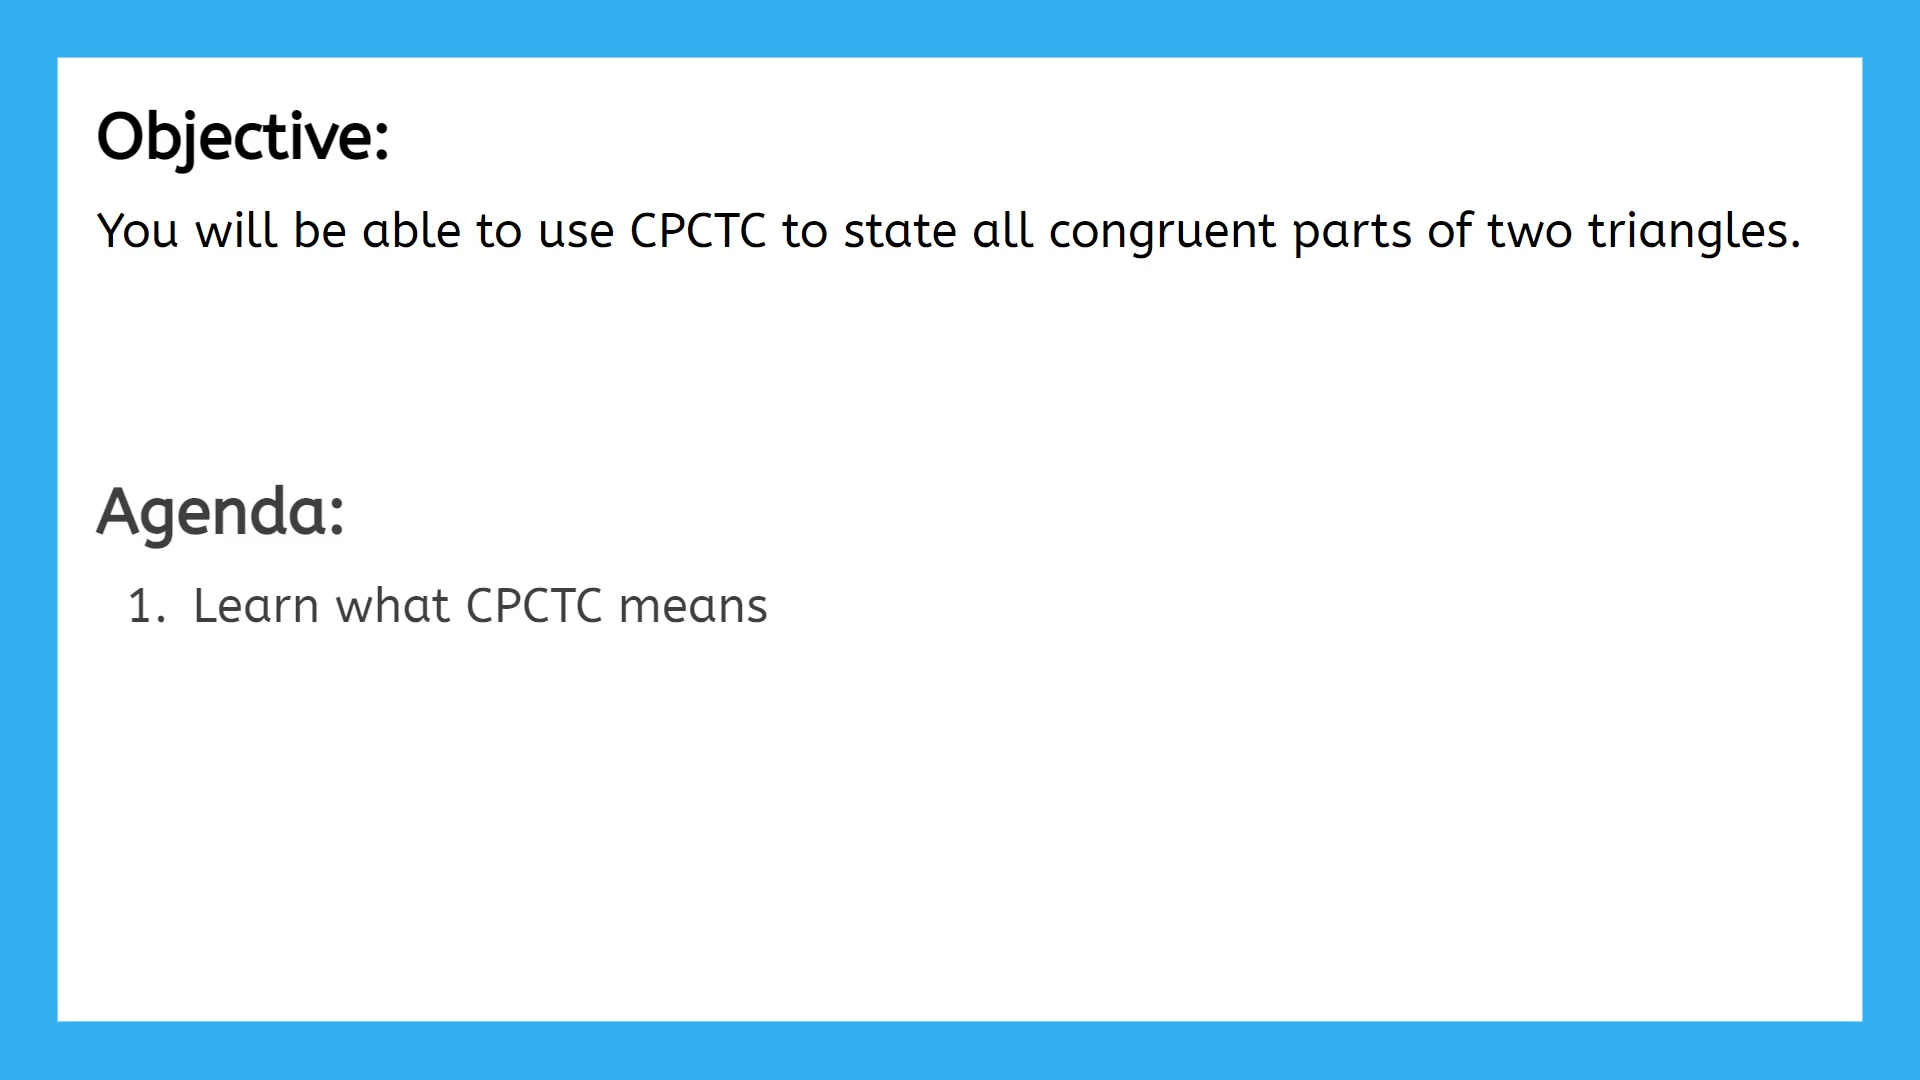 Objective:
You will be able to use CPCTC to state all congruent parts of two triangles.
Agenda:
1. Learn what CPCTC means